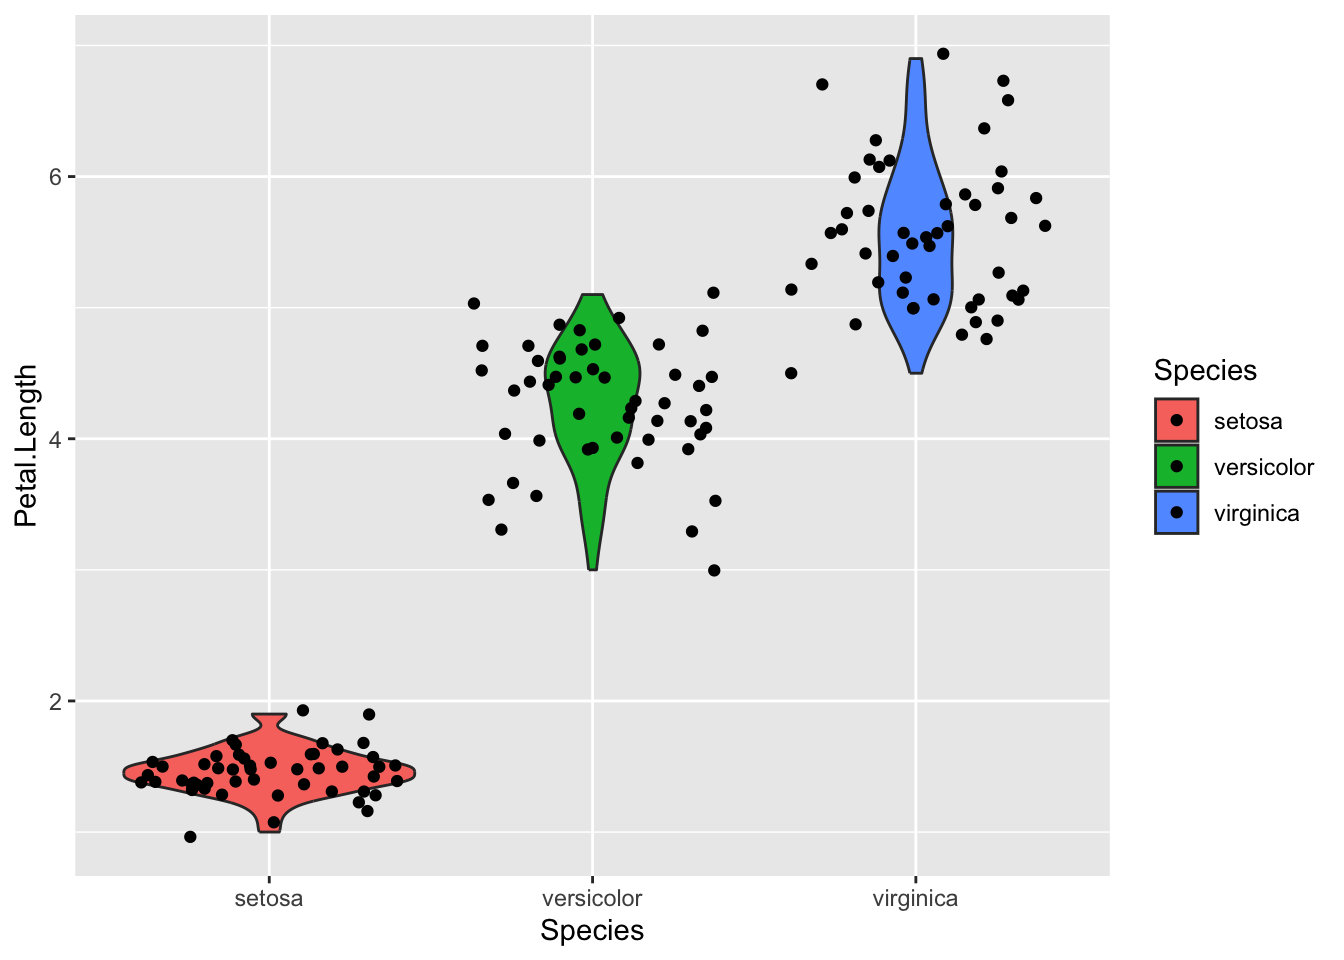 Petal.Length
6
4
2
setosa
versicolor
virginica
Species
Species
setosa
versicolor
virginica